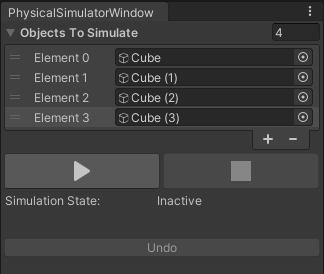 PhysicalSimulatorWindow
Objects To Simulate 4
Element 0 Cube
Element 1 Cube (1)
Element 2 Cube (2)
Element 3 Cube (3)
Simulation State: Inactive
Undo